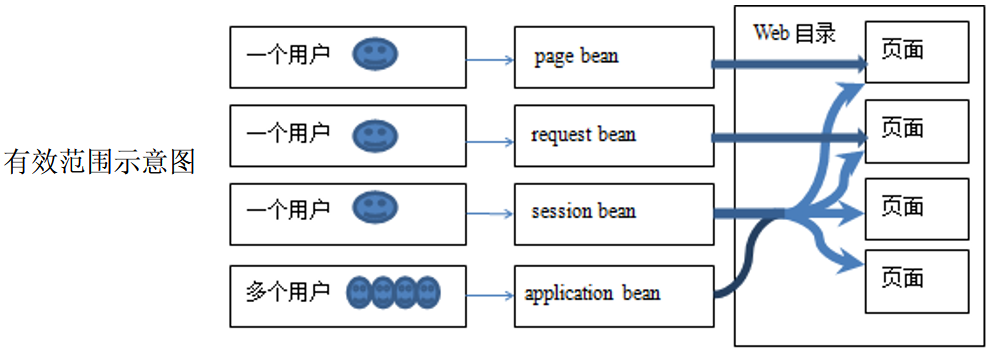 有效范围示意图
Web 目录
一个用户 page bean 页面
一个用户 request bean 页面
一个用户 session bean 页面
多个用户 application bean 页面